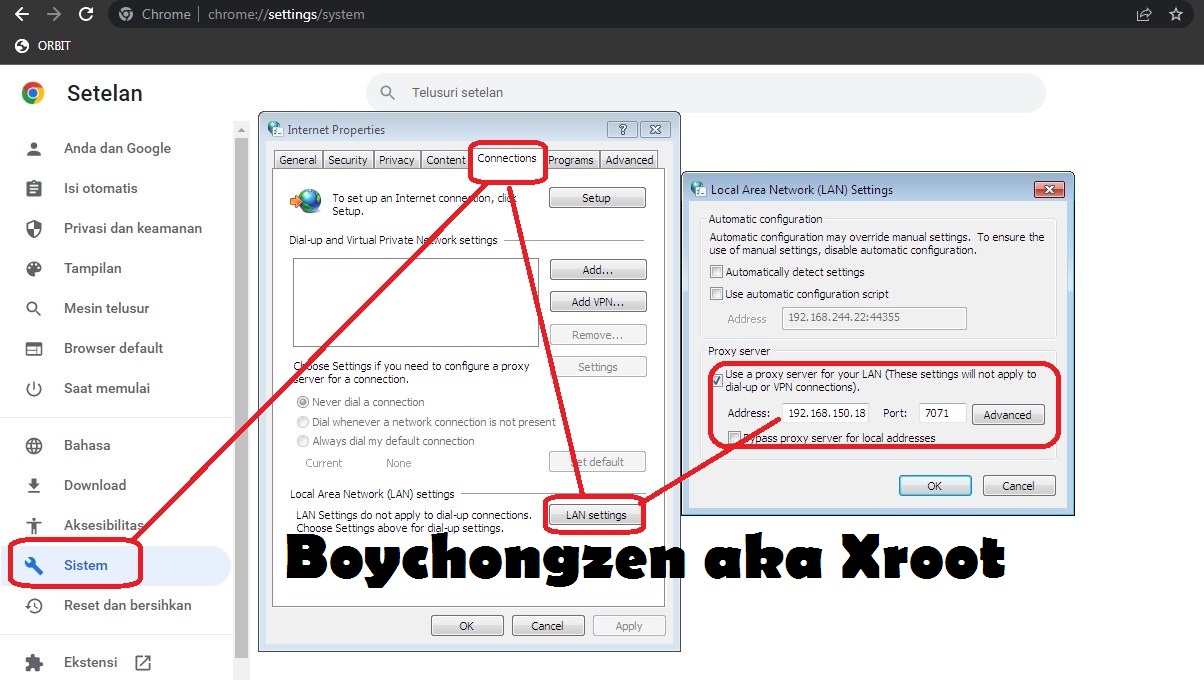 Chrome | chrome://settings/system
ORBIT
Setelan
Telusuri setelan
Anda dan Google
Isi otomatis
Privasi dan keamanan
Tampilan
Mesin telusur
Browser default
Saat memulai
Bahasa
Download
Aksesibilitas
Sistem
Reset dan bersihkan
Ekstensi
Internet Properties
?
General Security Privacy Content Connections Programs Advanced
To set up an Internet connection, click
Setup.
Setup
Dial-up and Virtual Private Network settings
Add...
Add VPN...
Remove...
Choose Settings if you need to configure a proxy
server for a connection.
Settings
Never dial a connection
Dial whenever a network connection is not present
Always dial my default connection
Current None
Set default
Local Area Network (LAN) settings
LAN Settings do not apply to dial-up connections.
Choose Settings above for dial-up settings.
LAN settings
OK Cancel Apply
Local Area Network (LAN) Settings
Automatic configuration
Automatic configuration may override manual settings. To ensure the
use of manual settings, disable automatic configuration.
Automatically detect settings
Use automatic configuration script
Address 192.168.244.22:44355
Proxy server
Use a proxy server for your LAN (These settings will not apply to
dial-up or VPN connections).
Address: 192.168.150.18 Port: 7071 Advanced
Bypass proxy server for local addresses
OK Cancel
Boychongzen aka Xroot